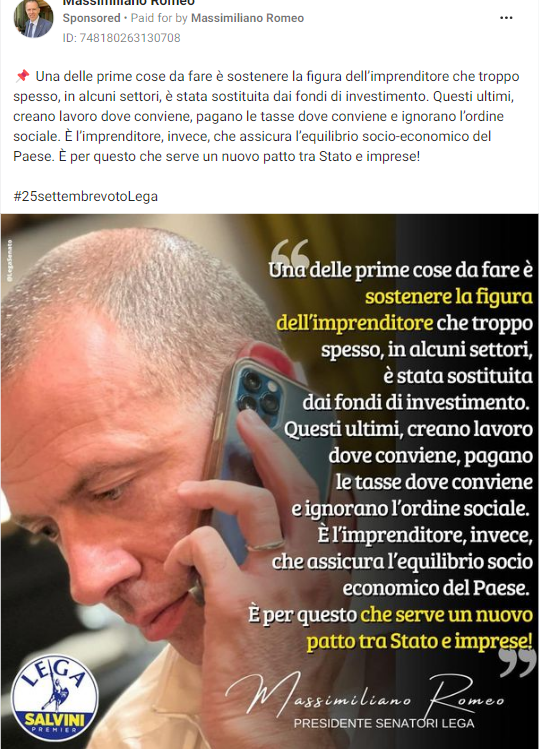 Massimiliano Romeo
Sponsored • Paid for by Massimiliano Romeo
ID: 748180263130708
📌 Una delle prime cose da fare è sostenere la figura dell'imprenditore che troppo
spesso, in alcuni settori, è stata sostituita dai fondi di investimento. Questi ultimi,
creano lavoro dove conviene, pagano le tasse dove conviene e ignorano l'ordine
sociale. È l'imprenditore, invece, che assicura l'equilibrio socio-economico del
Paese. È per questo che serve un nuovo patto tra Stato e imprese!
#25settembrevotoLega
@LegaSenato
“
Una delle prime cose da fare è
sostenere la figura
dell'imprenditore che troppo
spesso, in alcuni settori,
è stata sostituita
dai fondi di investimento.
Questi ultimi, creano lavoro
dove conviene, pagano
le tasse dove conviene
e ignorano l'ordine sociale.
È l'imprenditore, invece,
che assicura l'equilibrio socio
economico del Paese.
È per questo che serve un nuovo
patto tra Stato e imprese!
”
LEGA
SALVINI
PREMIER
Massimiliano Romeo
PRESIDENTE SENATORI LEGA